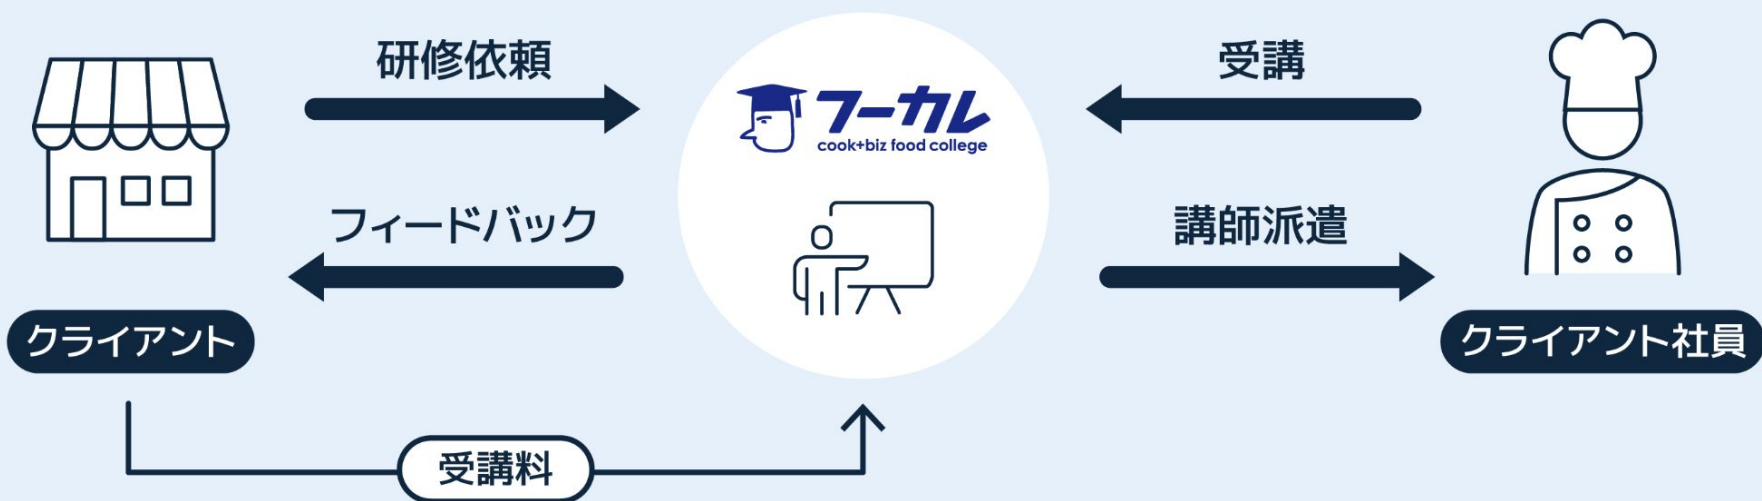 研修依頼
受講
フーカレ
cook+biz food college
フィードバック
講師派遣
クライアント
クライアント社員
受講料